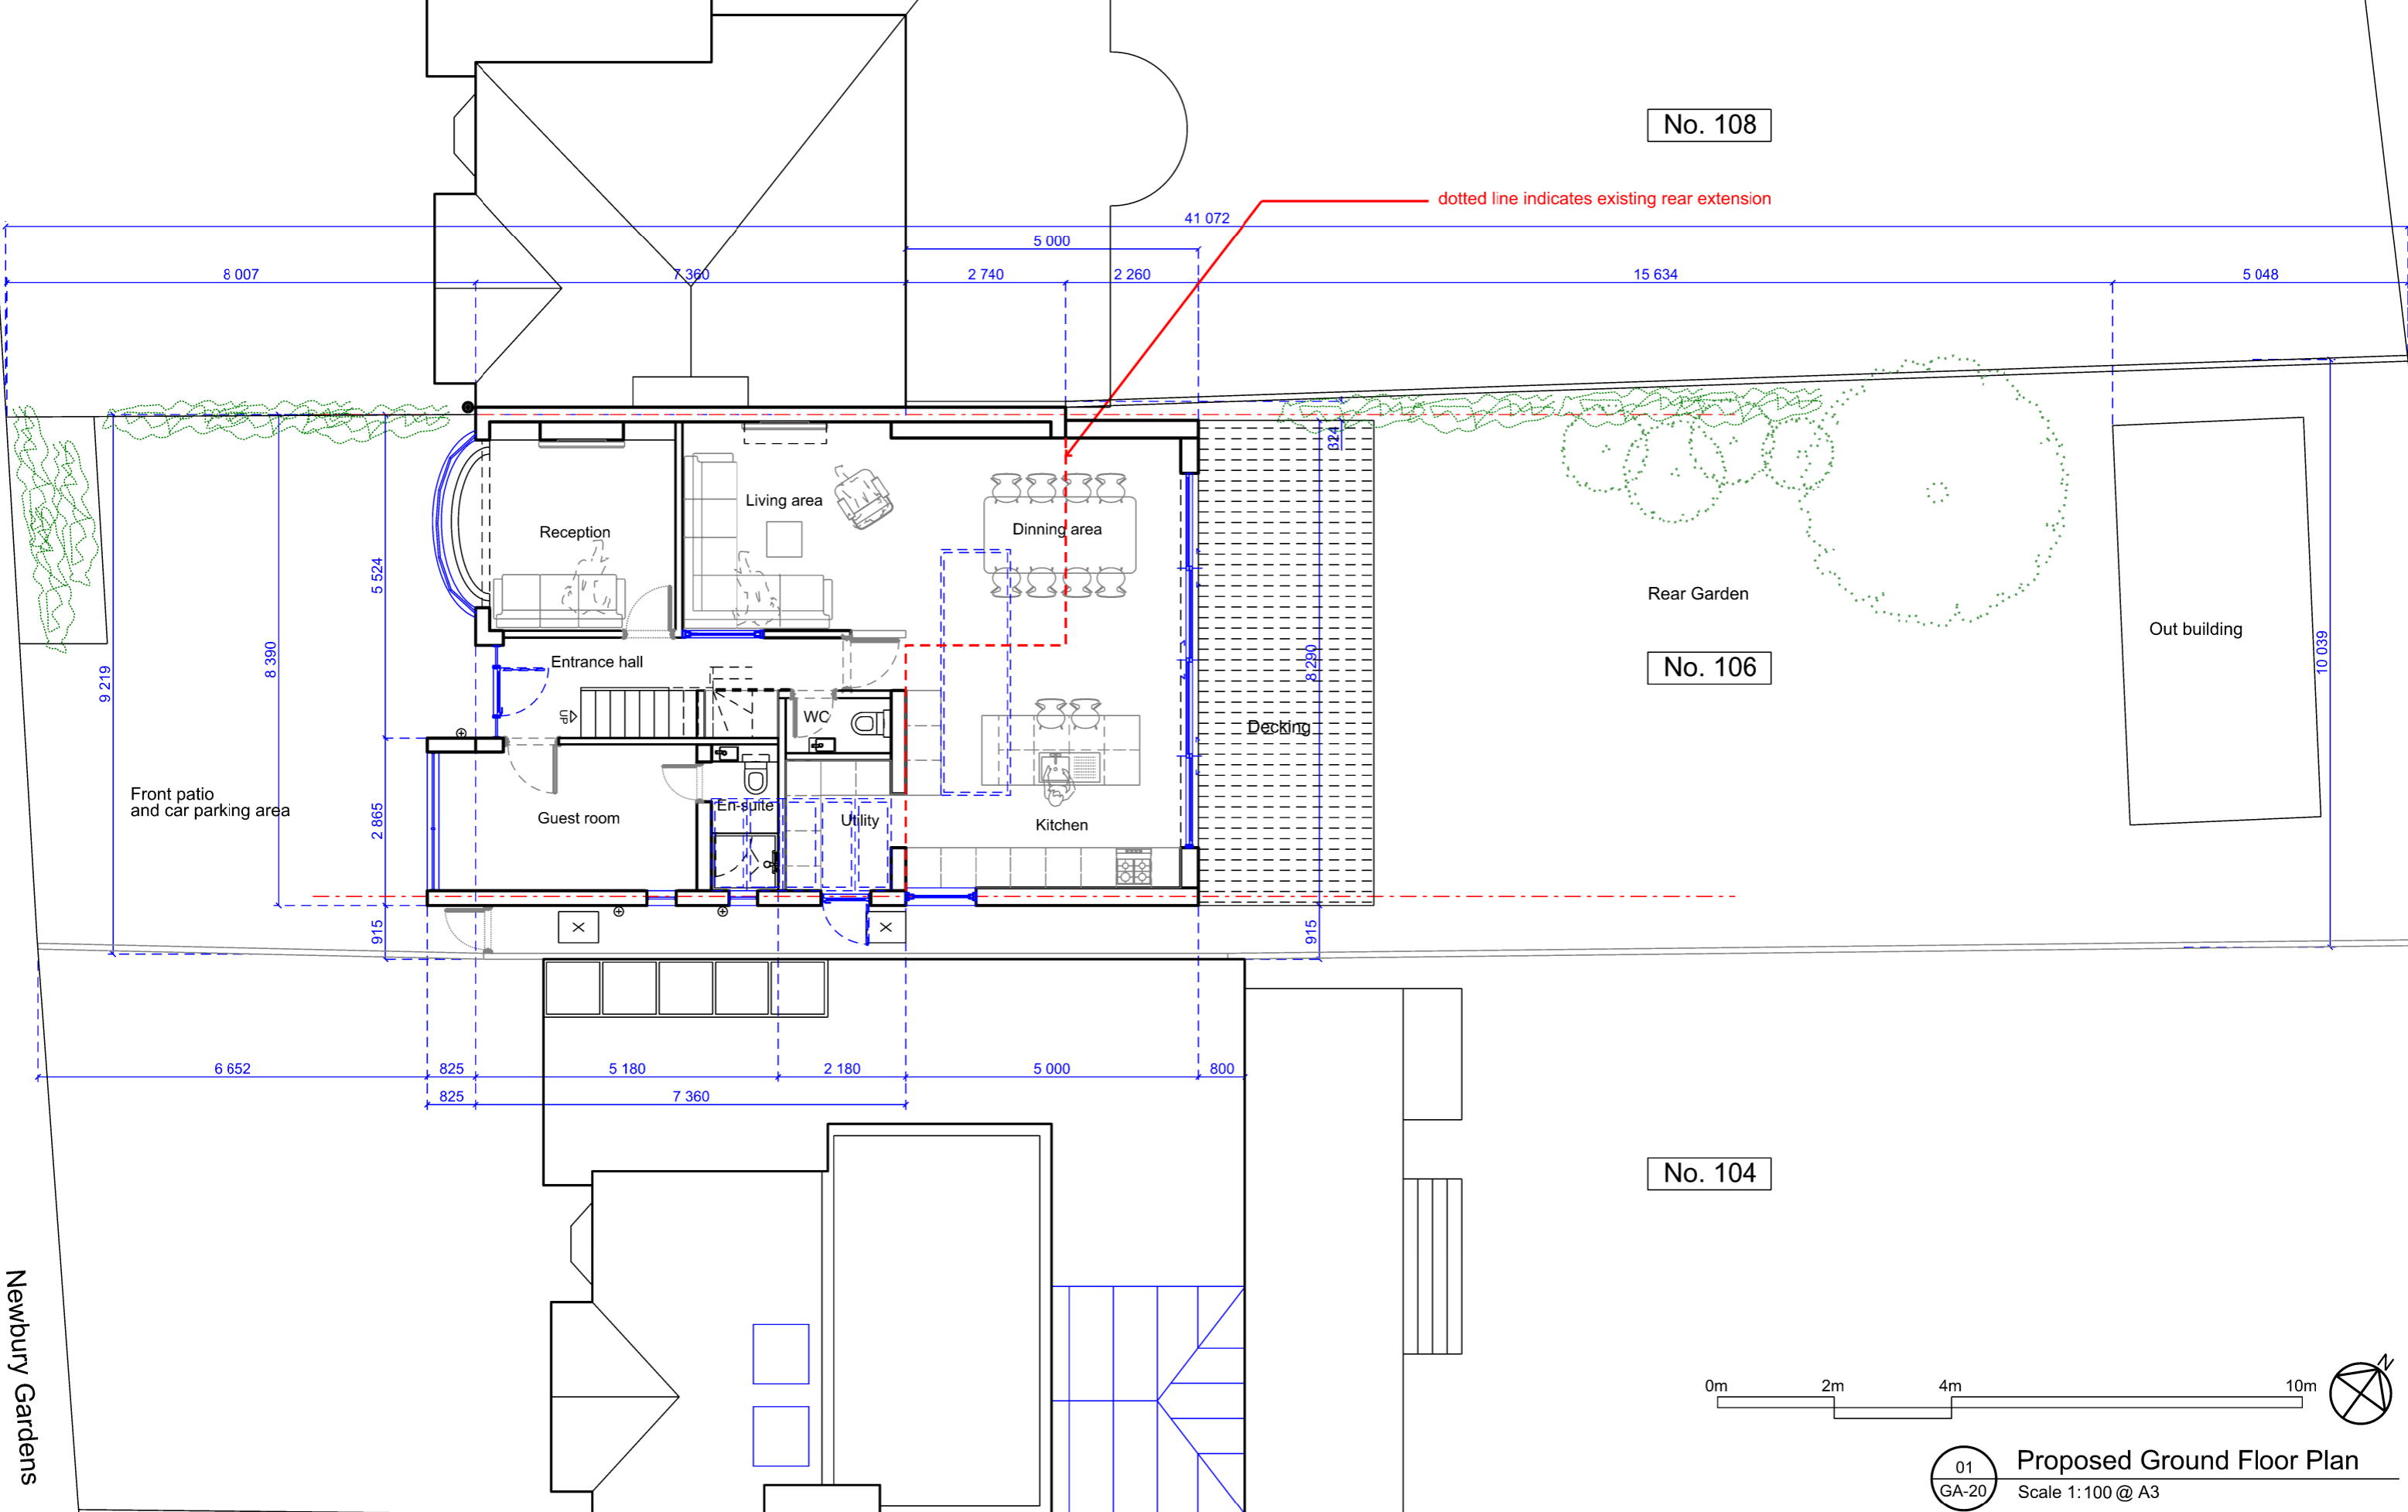 No. 108
dotted line indicates existing rear extension
41 072
5 000
8 007
7 360
2 740
2 260
15 634
5 048
324
Living area
Reception
Dinning area
5 524
Rear Garden
Out building
8 390
9 219
Entrance hall
8 290
10 039
No. 106
UP
WC
Decking
Front patio
and car parking area
2 865
Guest room
En-suite
Utility
Kitchen
915
X
X
915
6 652
825
5 180
2 180
5 000
800
825
7 360
No. 104
Newbury Gardens
0m
2m
4m
10m
N
01
GA-20
Proposed Ground Floor Plan
Scale 1:100 @ A3